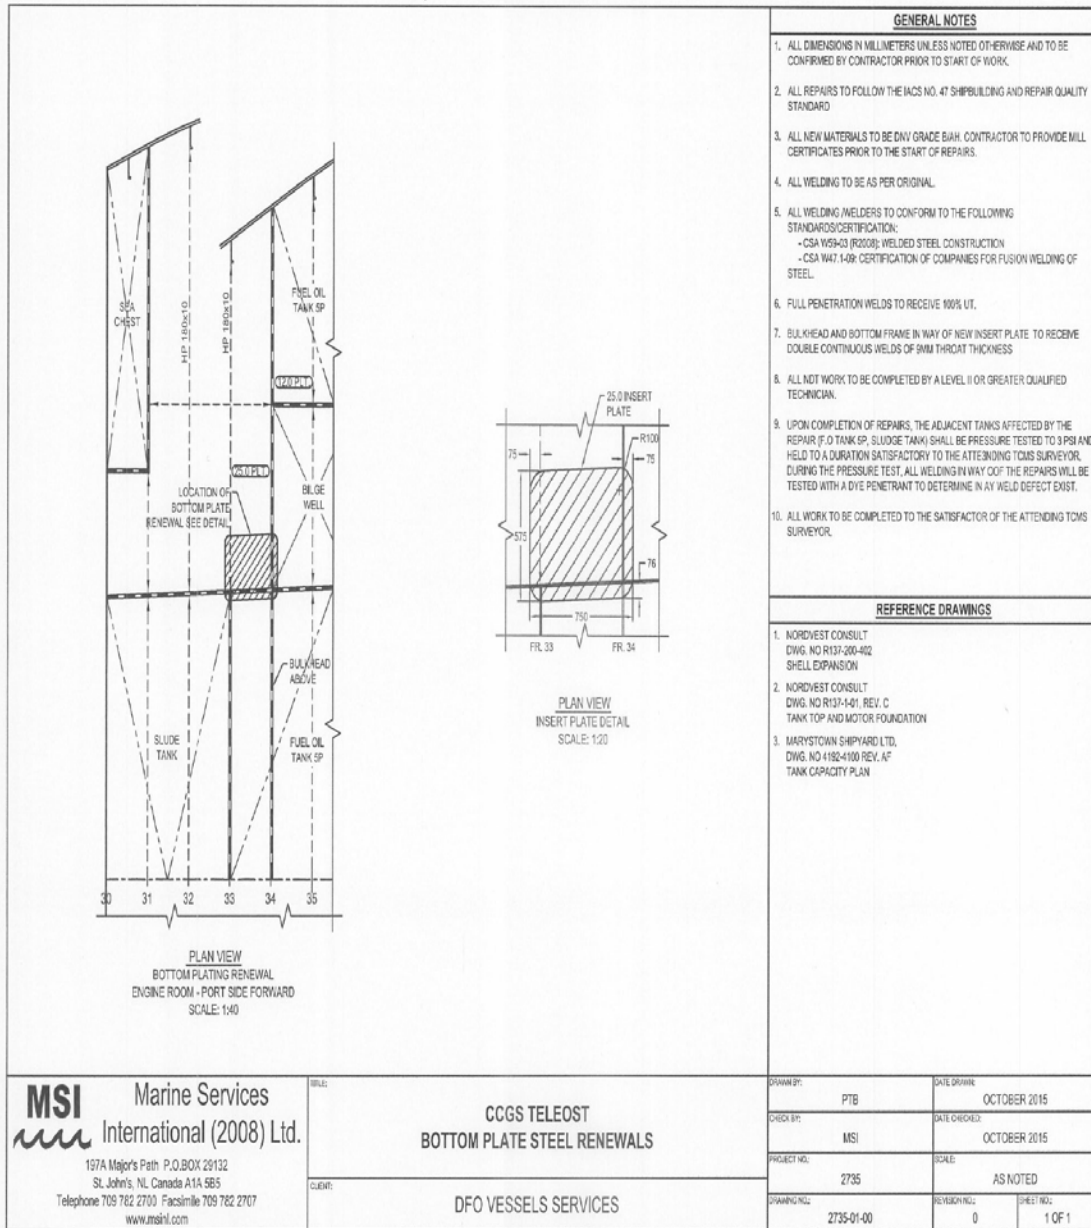 GENERAL NOTES
1. ALL DIMENSIONS IN MILLIMETERS UNLESS NOTED OTHERWISE AND TO BE
CONFIRMED BY CONTRACTOR PRIOR TO START OF WORK.
2. ALL REPAIRS TO FOLLOW THE IACS NO. 47 SHIPBUILDING AND REPAIR QUALITY
STANDARD
3. ALL NEW MATERIALS TO BE DNV GRADE B/AH. CONTRACTOR TO PROVIDE MILL
CERTIFICATES PRIOR TO THE START OF REPAIRS.
4. ALL WELDING TO BE AS PER ORIGINAL.
5. ALL WELDING /WELDERS TO CONFORM TO THE FOLLOWING
STANDARDS/CERTIFICATION:
- CSA W59-03 (R2008): WELDED STEEL CONSTRUCTION
- CSA W47.1-09: CERTIFICATION OF COMPANIES FOR FUSION WELDING OF
STEEL.
6. FULL PENETRATION WELDS TO RECEIVE 100% UT.
7. BULKHEAD AND BOTTOM FRAME IN WAY OF NEW INSERT PLATE TO RECEIVE
DOUBLE CONTINUOUS WELDS OF 9MM THROAT THICKNESS
8. ALL NDT WORK TO BE COMPLETED BY A LEVEL II OR GREATER QUALIFIED
TECHNICIAN.
9. UPON COMPLETION OF REPAIRS, THE ADJACENT TANKS AFFECTED BY THE
REPAIR (F.O TANK 5P, SLUDGE TANK) SHALL BE PRESSURE TESTED TO 3 PSI AND
HELD TO A DURATION SATISFACTORY TO THE ATTE3NDING TCMS SURVEYOR.
DURING THE PRESSURE TEST, ALL WELDING IN WAY OOF THE REPAIRS WILL BE
TESTED WITH A DYE PENETRANT TO DETERMINE IN AY WELD DEFECT EXIST.
10. ALL WORK TO BE COMPLETED TO THE SATISFACTOR OF THE ATTENDING TCMS
SURVEYOR.
REFERENCE DRAWINGS
1. NORDVEST CONSULT
DWG. NO R137-200-402
SHELL EXPANSION
2. NORDVEST CONSULT
DWG. NO R137-1-01, REV. C
TANK TOP AND MOTOR FOUNDATION
3. MARYSTOWN SHIPYARD LTD,
DWG. NO 4192-4100 REV. AF
TANK CAPACITY PLAN
SEA
CHEST
HP 180x10
HP 180x10
FUEL OIL
TANK 5P
12.0 PLT.
25.0 PLT.
LOCATION OF
BOTTOM PLATE
RENEWAL SEE DETAIL
BILGE
WELL
BULKHEAD
ABOVE
SLUDE
TANK
FUEL OIL
TANK 5P
30 31 32 33 34 35
PLAN VIEW
BOTTOM PLATING RENEWAL
ENGINE ROOM - PORT SIDE FORWARD
SCALE: 1:40
25.0 INSERT
PLATE
R100
75
75
575
76
750
FR. 33
FR. 34
PLAN VIEW
INSERT PLATE DETAIL
SCALE: 1:20
MSI Marine Services
International (2008) Ltd.
197A Major's Path P.O.BOX 29132
St. John's, NL Canada A1A 5B5
Telephone 709 782 2700 Facsimile 709 782 2707
www.msinl.com
TITLE:
CCGS TELEOST
BOTTOM PLATE STEEL RENEWALS
CLIENT:
DFO VESSELS SERVICES
DRAWN BY:
PTB
DATE DRAWN:
OCTOBER 2015
CHECK BY:
MSI
DATE CHECKED:
OCTOBER 2015
PROJECT NO.:
2735
SCALE:
AS NOTED
DRAWING NO.:
2735-01-00
REVISION NO.:
0
SHEET NO.:
1 OF 1